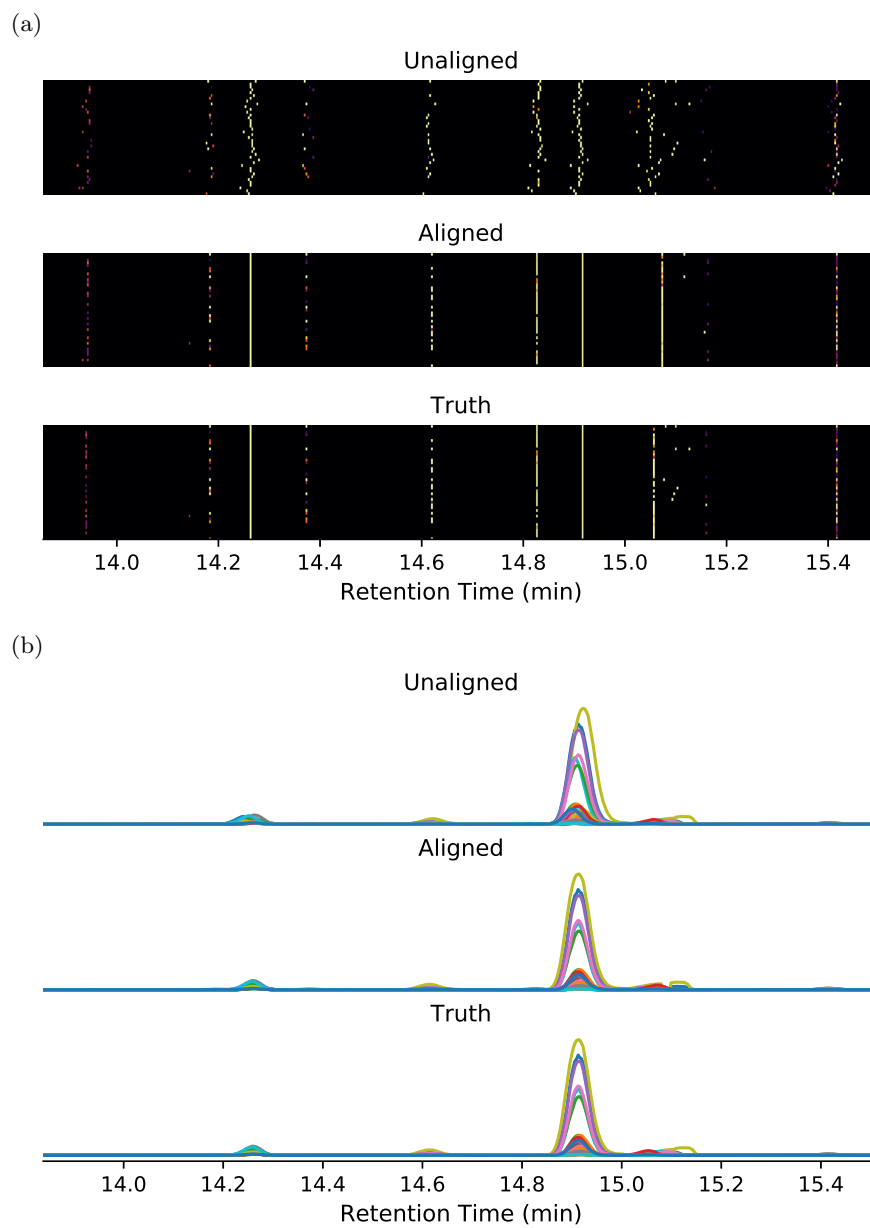 (a)
Unaligned
Aligned
Truth
14.0 14.2 14.4 14.6 14.8 15.0 15.2 15.4
Retention Time (min)
(b)
Unaligned
Aligned
Truth
14.0 14.2 14.4 14.6 14.8 15.0 15.2 15.4
Retention Time (min)